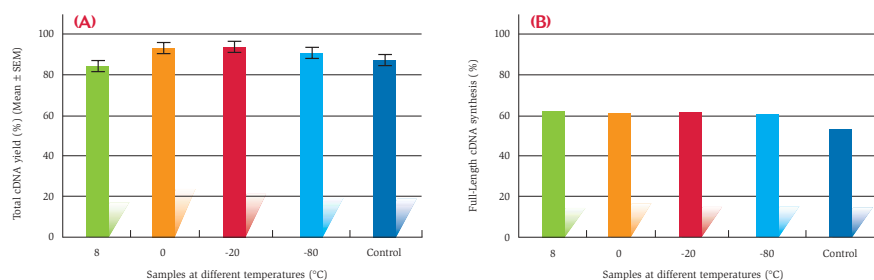 (A)
Total cDNA yield (%) (Mean ± SEM)
100
80
60
40
20
0
8 0 -20 -80 Control
Samples at different temperatures (°C)
(B)
Full-Length cDNA synthesis (%)
100
80
60
40
20
0
8 0 -20 -80 Control
Samples at different temperatures (°C)